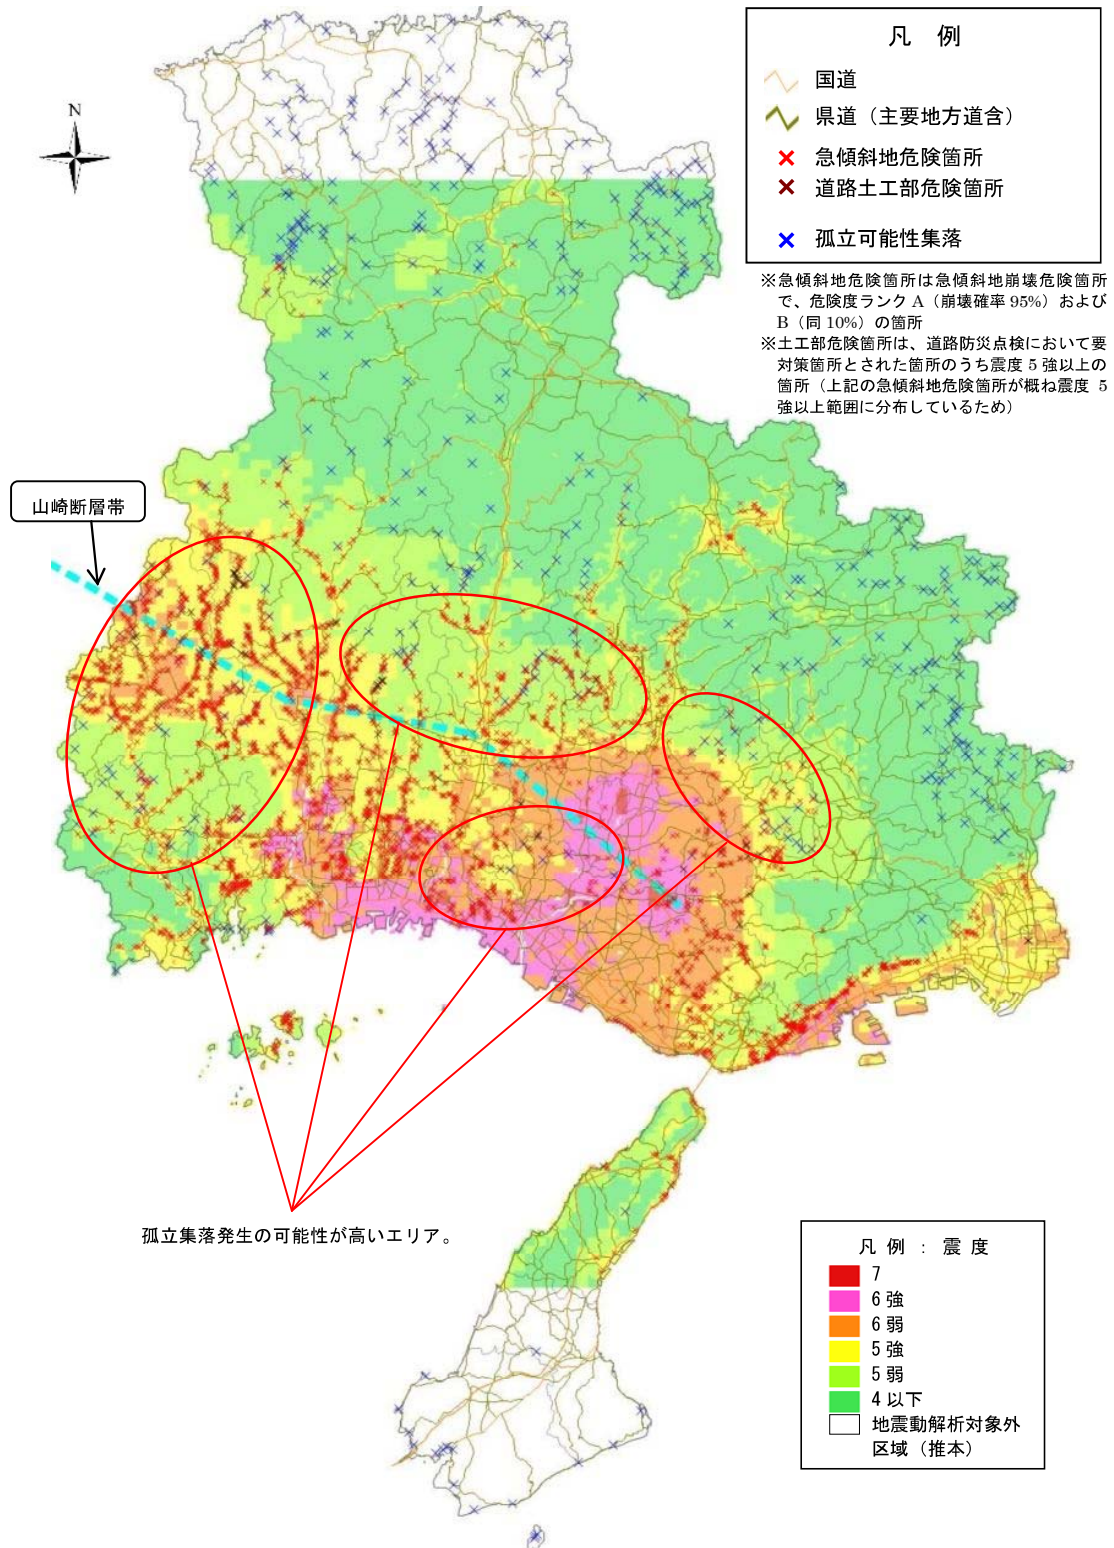 凡 例
国道
県道（主要地方道含）
急傾斜地危険箇所
道路土工部危険箇所
孤立可能性集落
※急傾斜地危険箇所は急傾斜地崩壊危険箇所
で、危険度ランク A（崩壊確率 95%）および
B（同 10%）の箇所
※土工部危険箇所は、道路防災点検において要
対策箇所とされた箇所のうち震度 5 強以上の
箇所（上記の急傾斜地危険箇所が概ね震度 5
強以上範囲に分布しているため）
N
山崎断層帯
孤立集落発生の可能性が高いエリア。
凡 例 : 震 度
7
6 強
6 弱
5 強
5 弱
4 以下
地震動解析対象外
区域（推本）